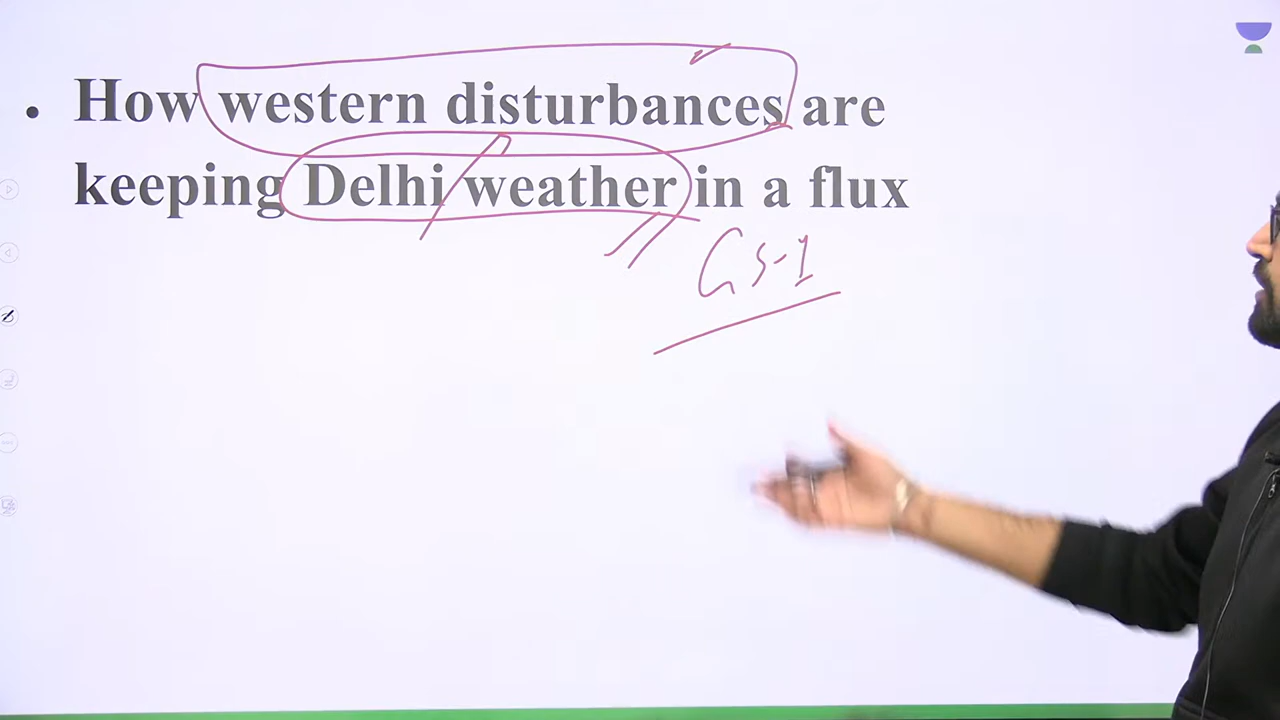 . How western disturbances are
keeping Delhi weather in a flux
GS-1